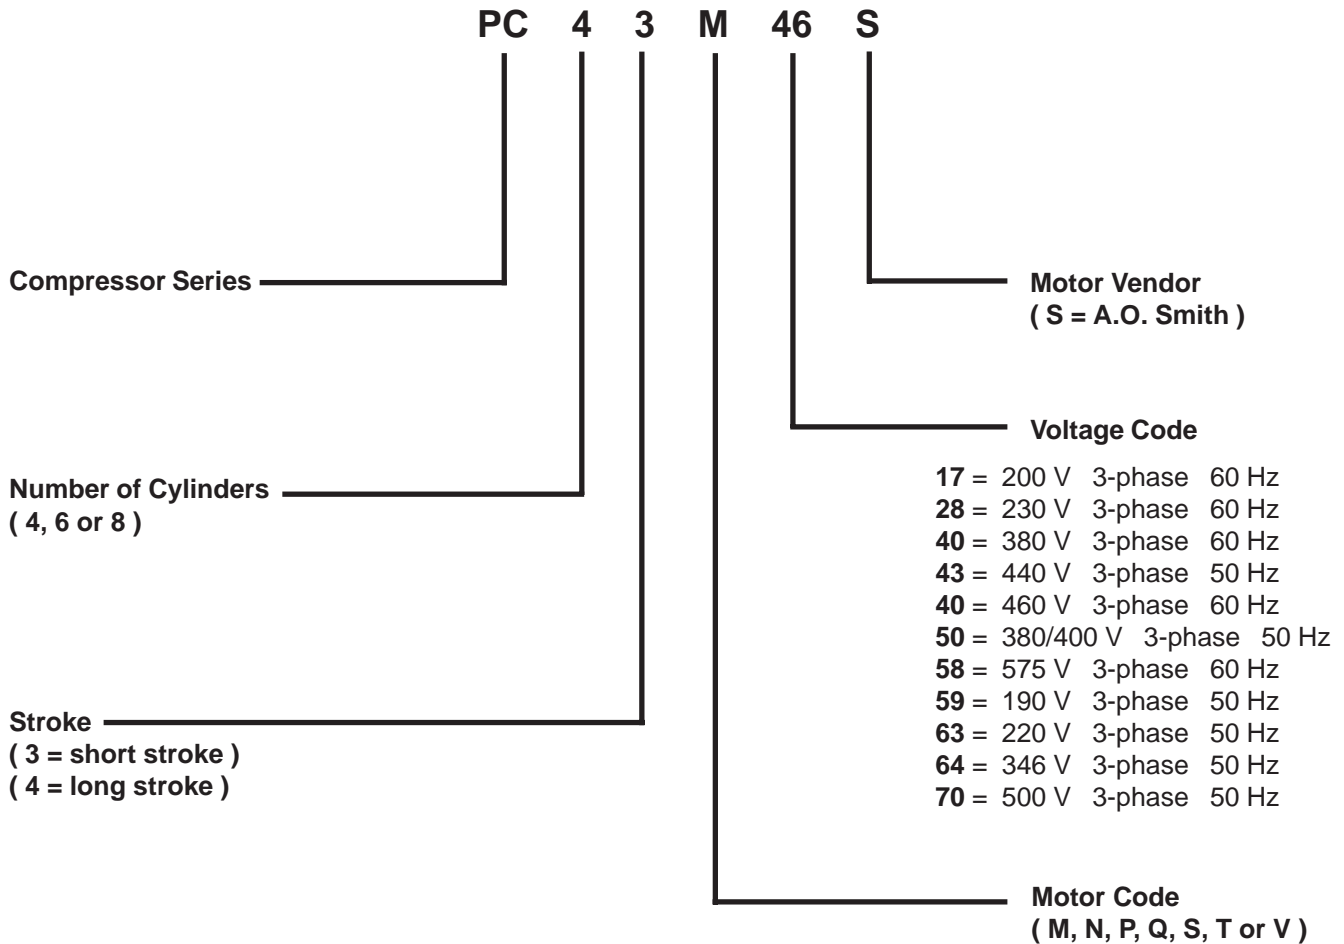 PC 4 3 M 46 S
Compressor Series
Motor Vendor
( S = A.O. Smith )
Number of Cylinders
( 4, 6 or 8 )
Voltage Code
17 = 200 V 3-phase 60 Hz
28 = 230 V 3-phase 60 Hz
40 = 380 V 3-phase 60 Hz
43 = 440 V 3-phase 50 Hz
40 = 460 V 3-phase 60 Hz
50 = 380/400 V 3-phase 50 Hz
58 = 575 V 3-phase 60 Hz
59 = 190 V 3-phase 50 Hz
63 = 220 V 3-phase 50 Hz
64 = 346 V 3-phase 50 Hz
70 = 500 V 3-phase 50 Hz
Stroke
( 3 = short stroke )
( 4 = long stroke )
Motor Code
( M, N, P, Q, S, T or V )